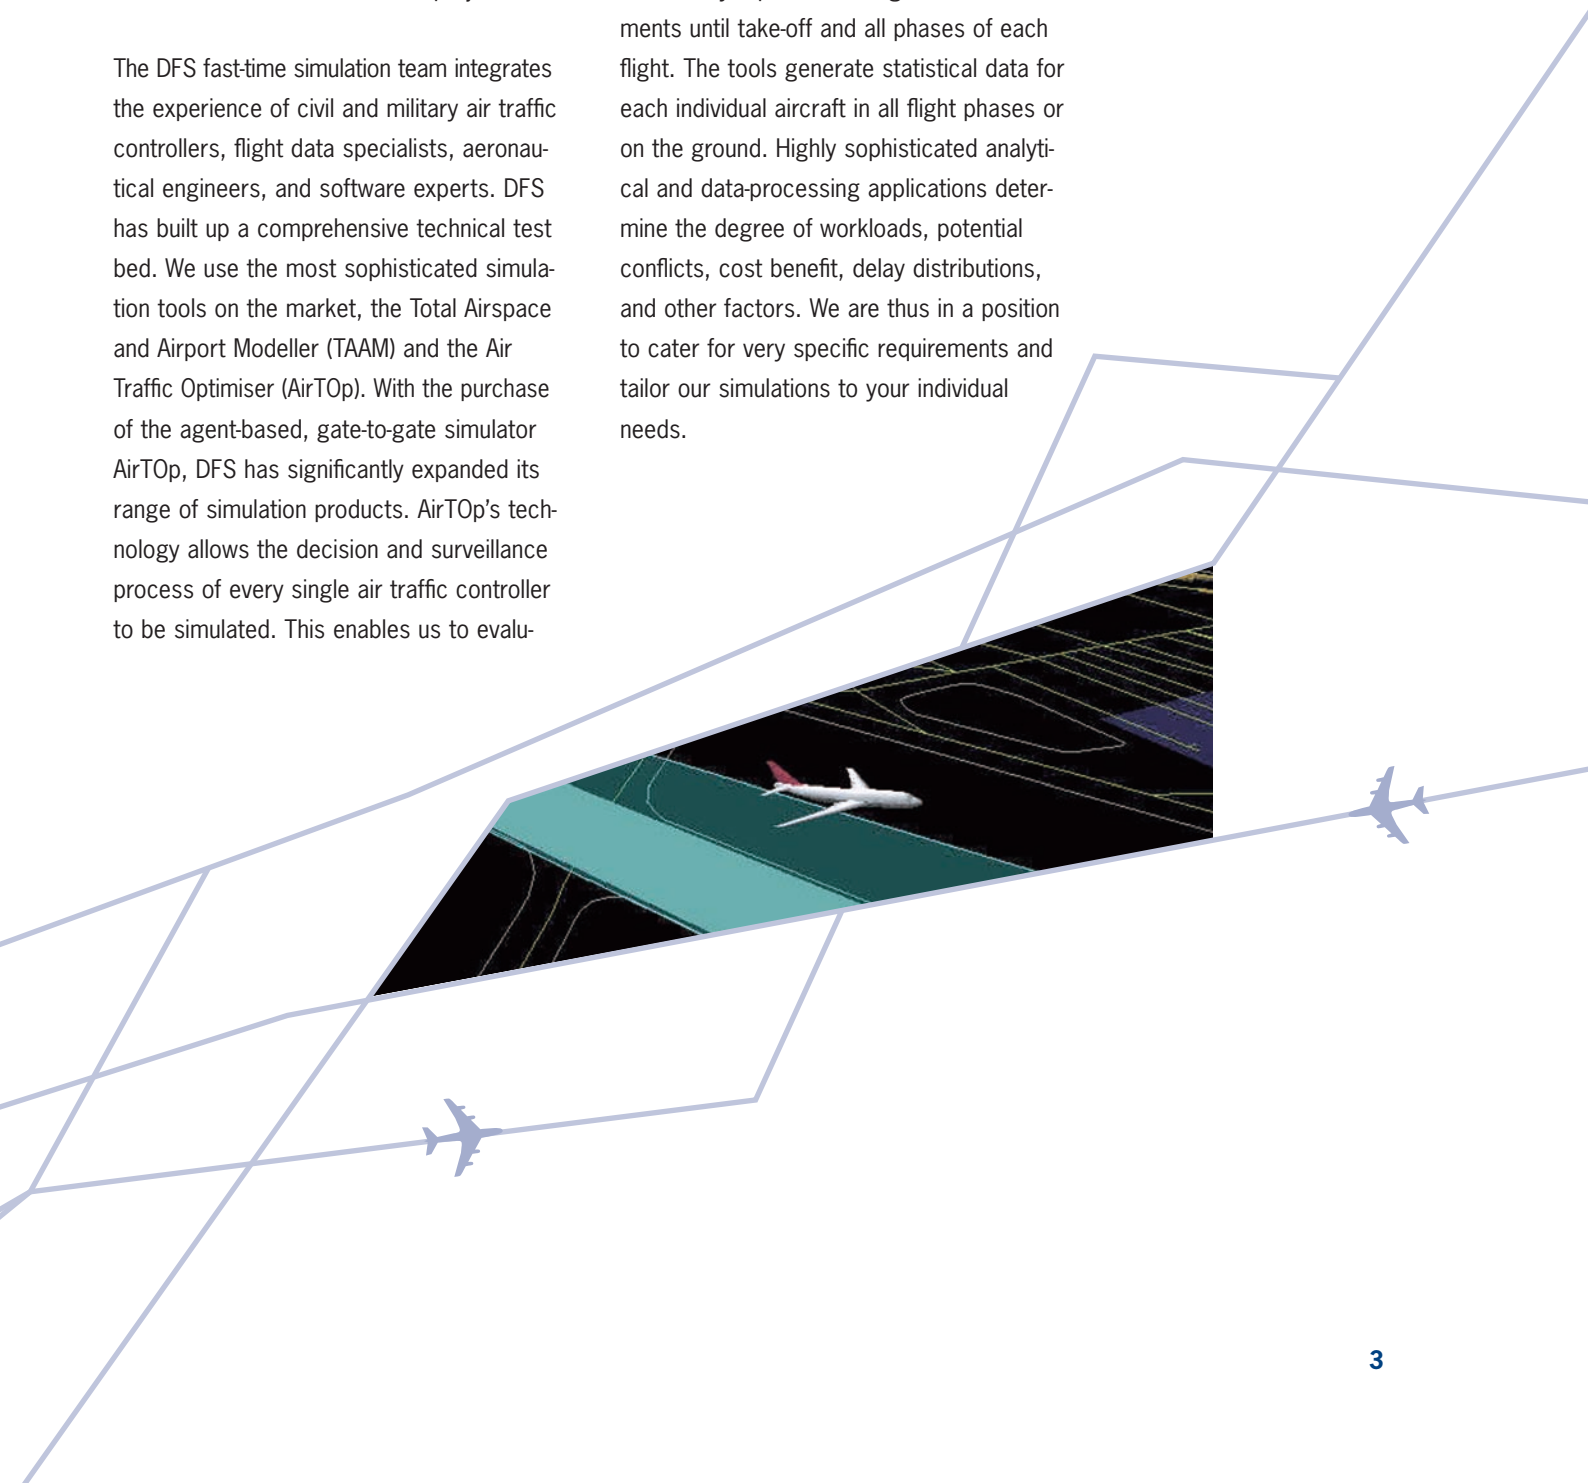 The DFS fast-time simulation team integrates
the experience of civil and military air traffic
controllers, flight data specialists, aeronau-
tical engineers, and software experts. DFS
has built up a comprehensive technical test
bed. We use the most sophisticated simula-
tion tools on the market, the Total Airspace
and Airport Modeller (TAAM) and the Air
Traffic Optimiser (AirTOp). With the purchase
of the agent-based, gate-to-gate simulator
AirTOp, DFS has significantly expanded its
range of simulation products. AirTOp’s tech-
nology allows the decision and surveillance
process of every single air traffic controller
to be simulated. This enables us to evalu-
ments until take-off and all phases of each
flight. The tools generate statistical data for
each individual aircraft in all flight phases or
on the ground. Highly sophisticated analyti-
cal and data-processing applications deter-
mine the degree of workloads, potential
conflicts, cost benefit, delay distributions,
and other factors. We are thus in a position
to cater for very specific requirements and
tailor our simulations to your individual
needs.
3